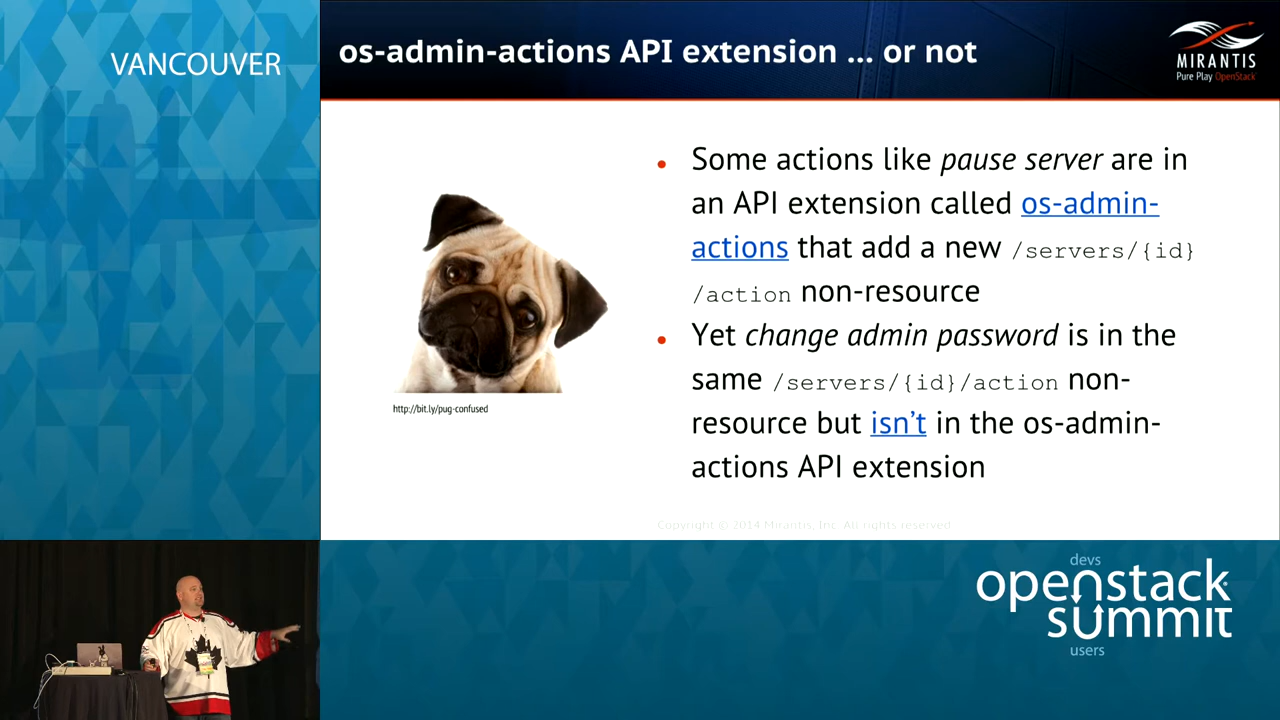 VANCOUVER
os-admin-actions API extension ... or not
MIRANTIS
Pure Play OpenStack
Some actions like pause server are in
an API extension called os-admin-
actions that add a new /servers/{id}
/action non-resource
Yet change admin password is in the
same /servers/{id}/action non-
resource but isn't in the os-admin-
actions API extension
http://bit.ly/pug-confused
Copyright © 2014 Mirantis, Inc. All rights reserved
devs
openstack
summit
users